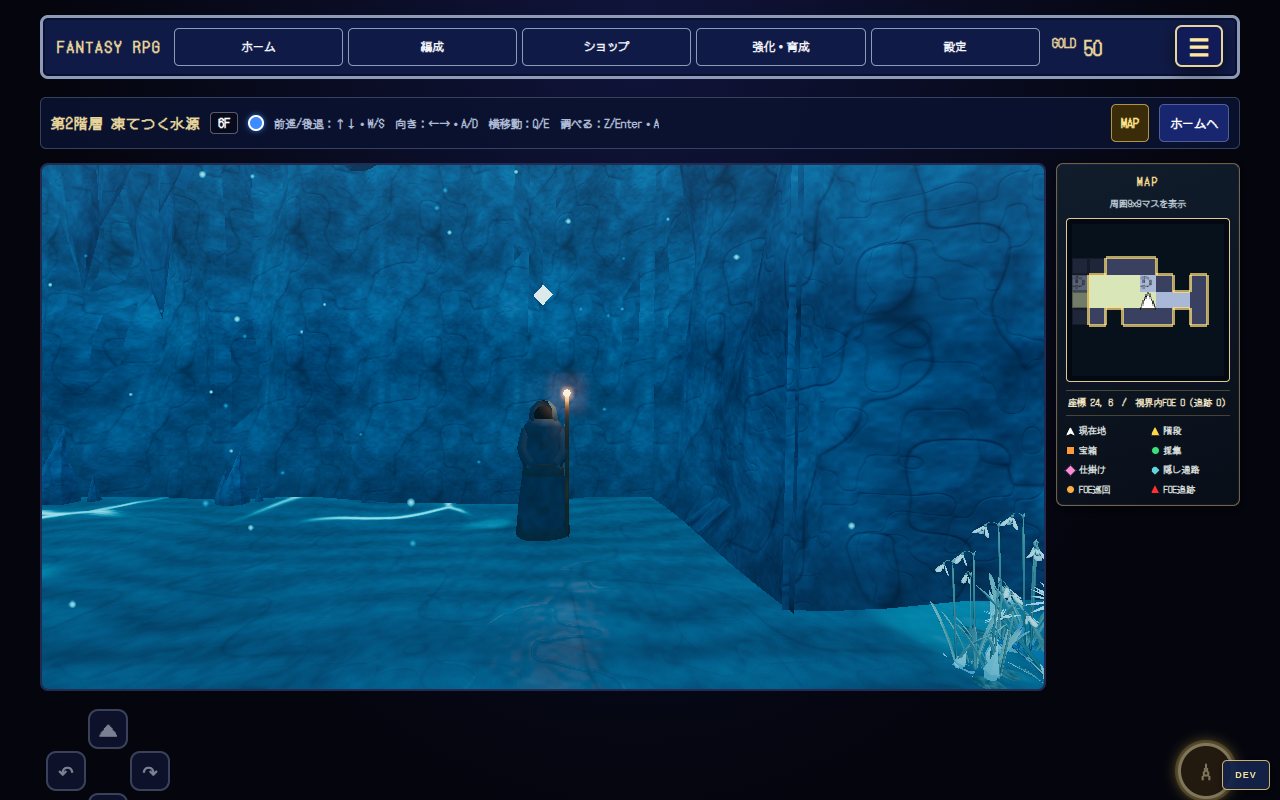 FANTASY RPG
ホーム
編成
ショップ
強化・育成
設定
GOLD 50
第2階層 凍てつく水源
6F
前進/後退：↑↓・W/S 向き：←→・A/D 横移動：Q/E 調べる：Z/Enter・A
MAP
ホームへ
MAP
周囲9x9マスを表示
座標 24, 6 / 視界内FOE 0 (追跡 0)
現在地
階段
宝箱
採集
仕掛け
隠し通路
FOE巡回
FOE追跡
A
DEV